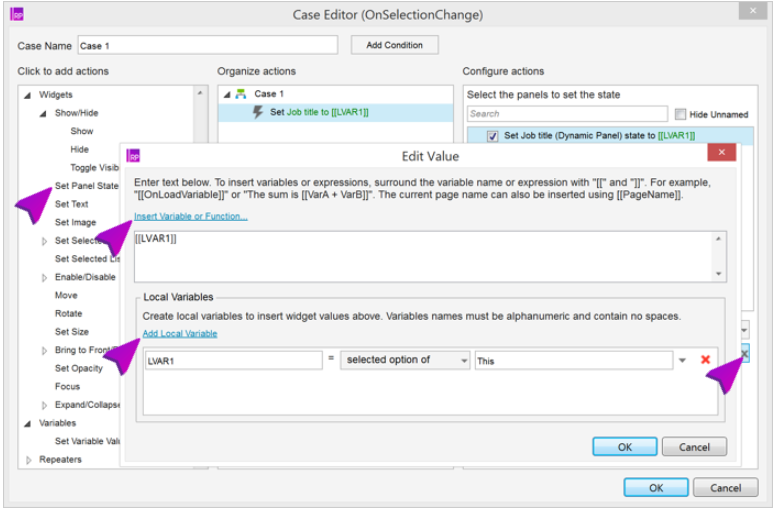 RP
Case Editor (OnSelectionChange)
Case Name
Case 1
Add Condition
Click to add actions
Organize actions
Configure actions
Widgets
Show/Hide
Show
Hide
Toggle Visib
Set Panel State
Set Text
Set Image
Set Selected Lis
Enable/Disable
Move
Rotate
Set Size
Bring to Front
Set Opacity
Focus
Expand/Collapse
Variables
Set Variable Valu
Repeaters
Case 1
Set Job title to [[LVAR1]]
Select the panels to set the state
Search
Hide Unnamed
Set Job title (Dynamic Panel) state to [[LVAR1]]
RP
Edit Value
Enter text below. To insert variables or expressions, surround the variable name or expression with "[[" and "]]". For example,
"[[OnLoadVariable]]" or "The sum is [[VarA + VarB]]". The current page name can also be inserted using [[PageName]].
Insert Variable or Function...
[[LVAR1]]
Local Variables
Create local variables to insert widget values above. Variables names must be alphanumeric and contain no spaces.
Add Local Variable
LVAR1 = selected option of This
OK Cancel
OK Cancel